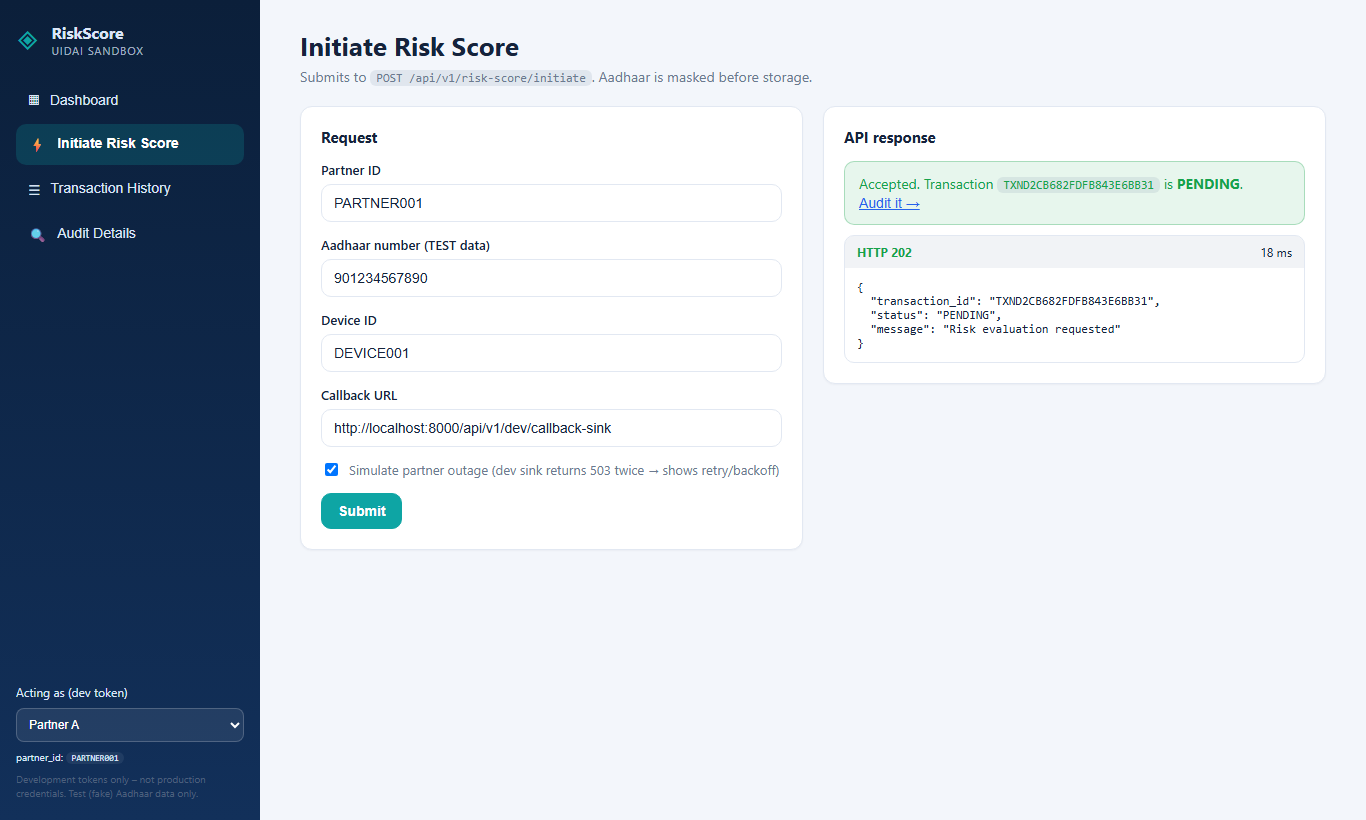 RiskScore
UIDAI SANDBOX
Dashboard
Initiate Risk Score
Transaction History
Audit Details
Acting as (dev token)
Partner A
partner_id: PARTNER001
Development tokens only – not production
credentials. Test (fake) Aadhaar data only.
Initiate Risk Score
Submits to POST /api/v1/risk-score/initiate. Aadhaar is masked before storage.
Request
Partner ID
PARTNER001
Aadhaar number (TEST data)
901234567890
Device ID
DEVICE001
Callback URL
http://localhost:8000/api/v1/dev/callback-sink
Simulate partner outage (dev sink returns 503 twice → shows retry/backoff)
Submit
API response
Accepted. Transaction TXND2CB682FDFB843E6BB31 is PENDING.
Audit it →
HTTP 202 18 ms
{
"transaction_id": "TXND2CB682FDFB843E6BB31",
"status": "PENDING",
"message": "Risk evaluation requested"
}